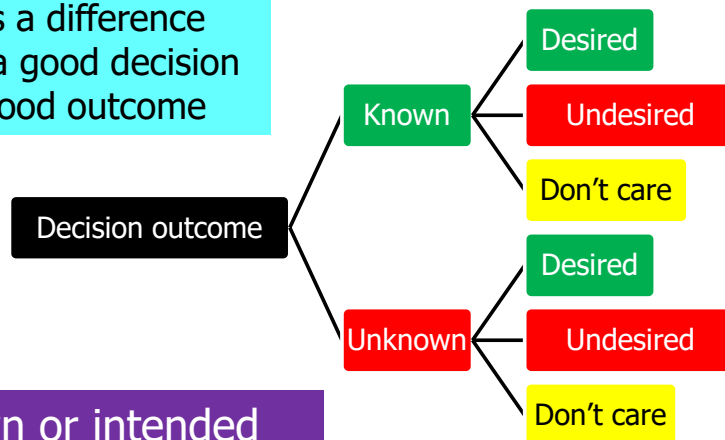 s a difference
a good decision
ood outcome
Decision outcome
Known
Desired
Undesired
Don’t care
Unknown
Desired
Undesired
Don’t care
n or intended